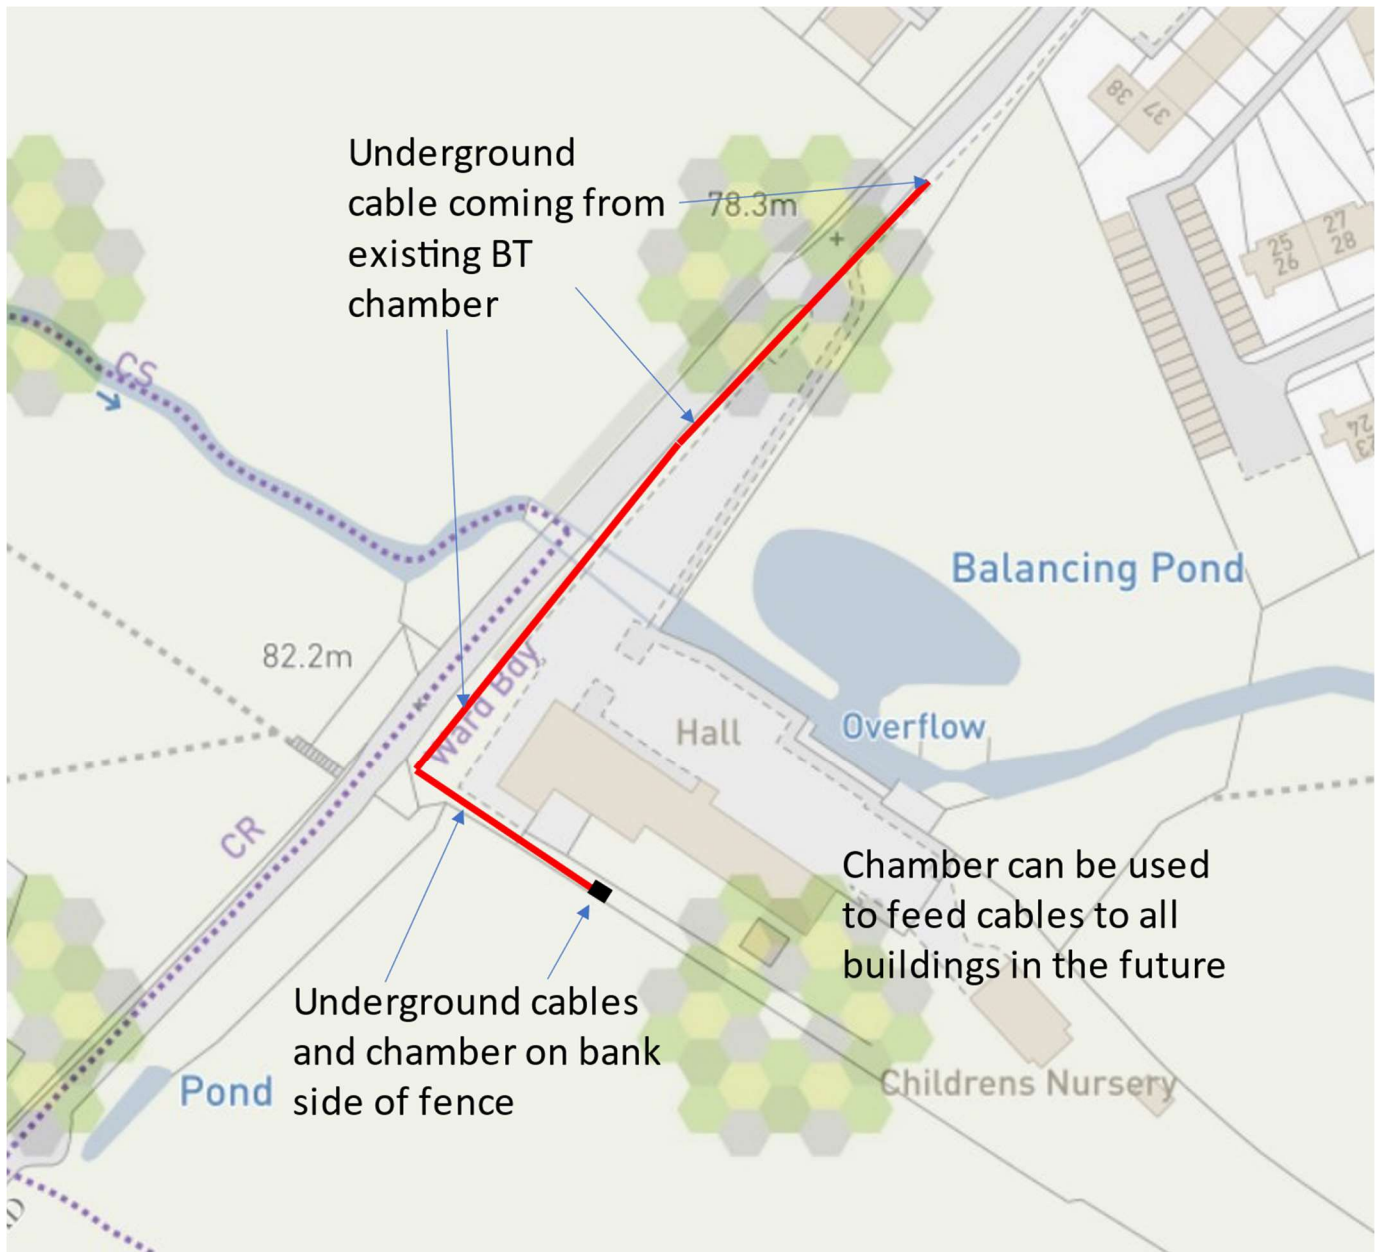 38
37
Underground
cable coming from
existing BT
chamber
78.3m
27
28
25
26
CS
24
23
Balancing Pond
82.2m
Ward Bdy
Hall
Overflow
CR
Chamber can be used
to feed cables to all
buildings in the future
Underground cables
and chamber on bank
side of fence
Pond
Childrens Nursery